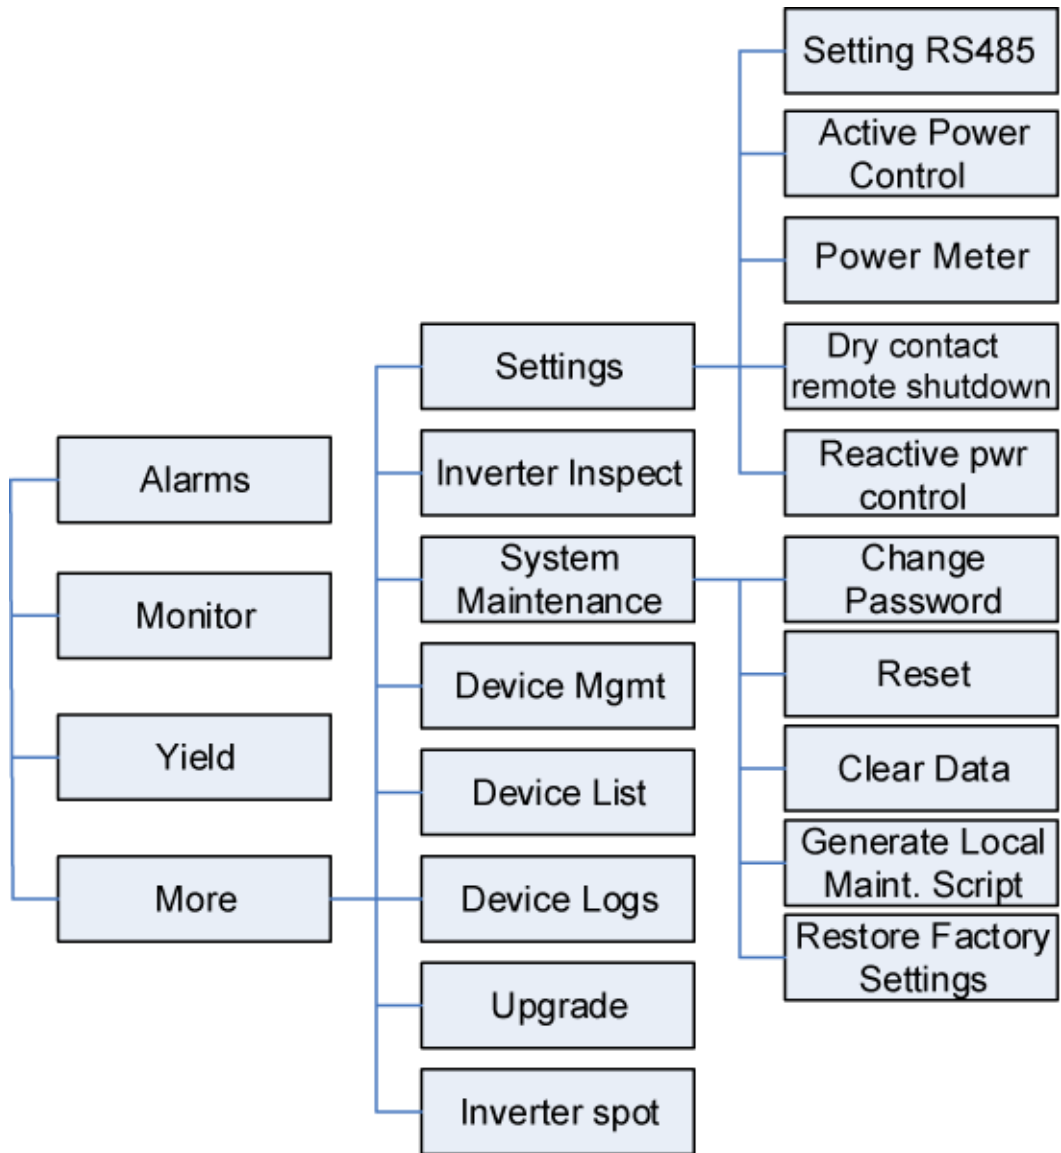 Alarms
Monitor
Yield
More
Settings
Inverter Inspect
System
Maintenance
Device Mgmt
Device List
Device Logs
Upgrade
Inverter spot
Setting RS485
Active Power
Control
Power Meter
Dry contact
remote shutdown
Reactive pwr
control
Change
Password
Reset
Clear Data
Generate Local
Maint. Script
Restore Factory
Settings